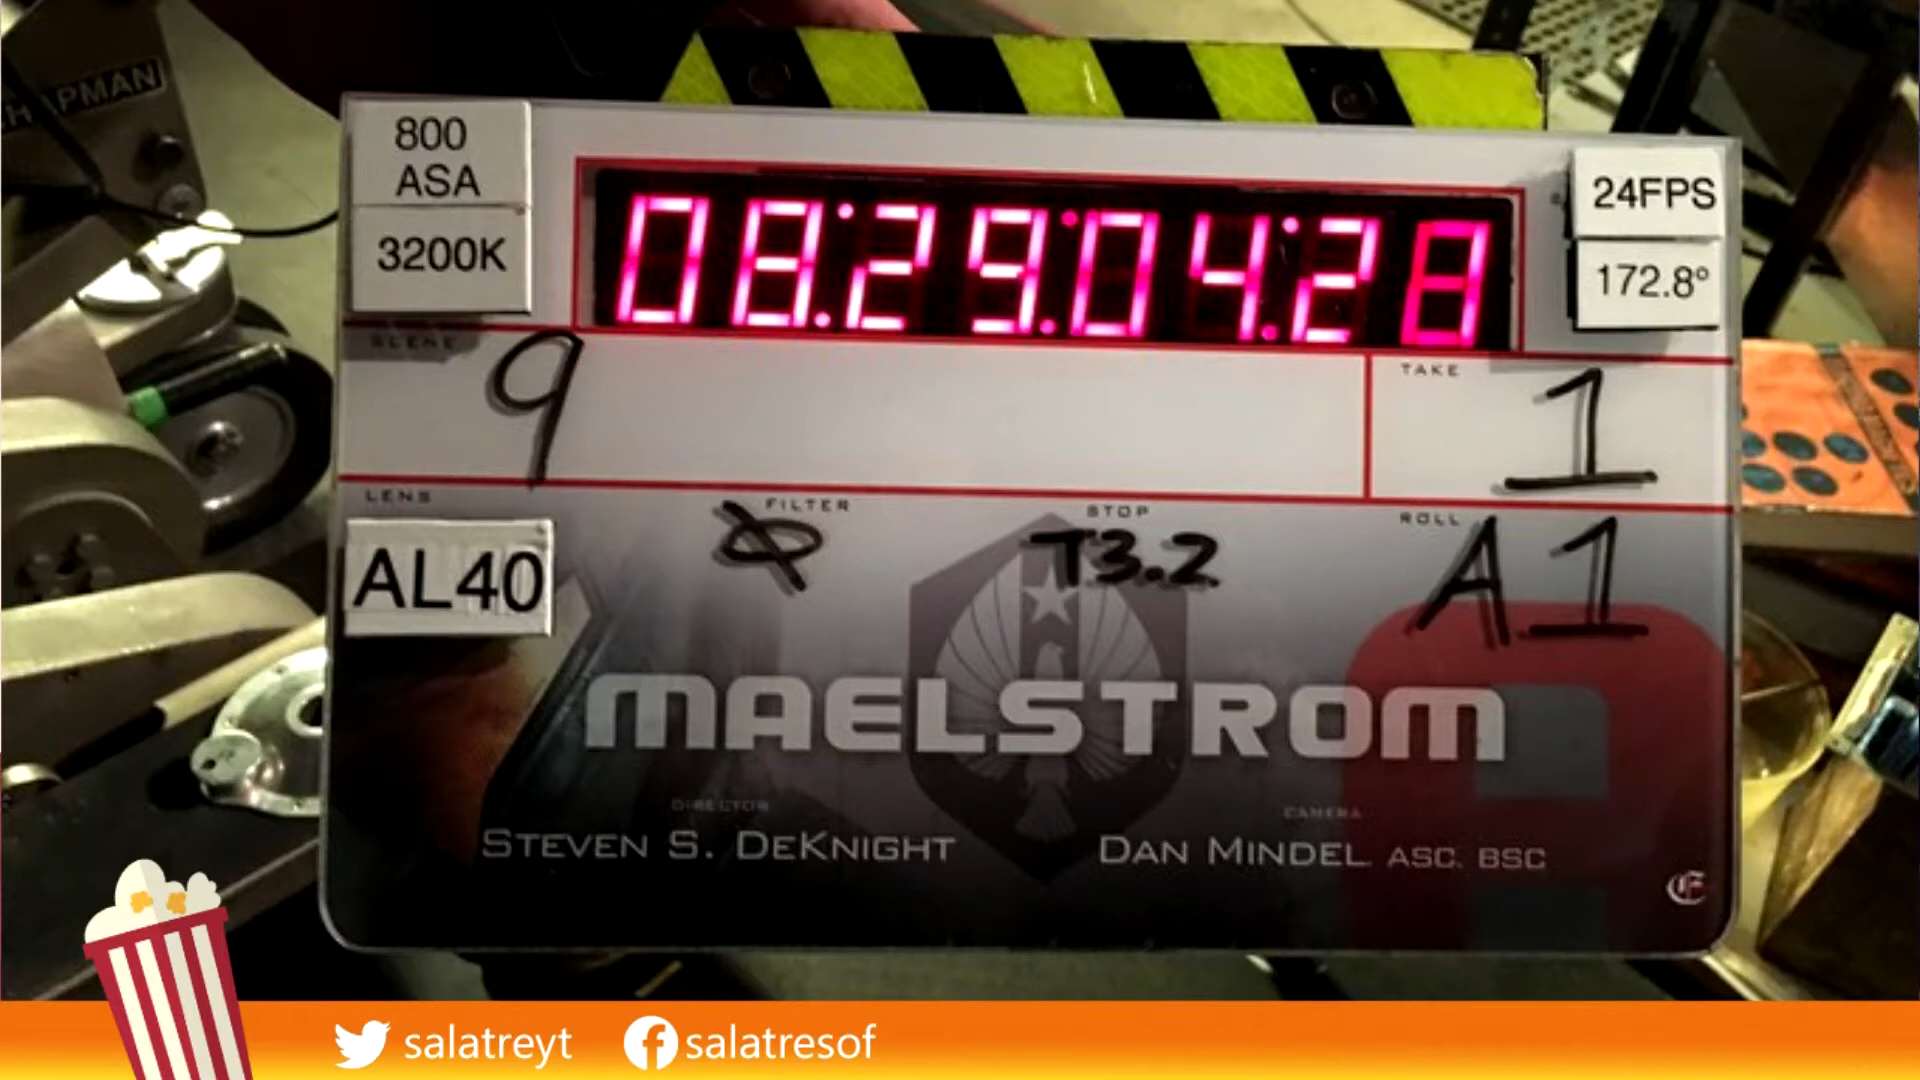 CHAPMAN
800
ASA
3200K
08:29:04:28
24FPS
172.8°
SCENE
9
TAKE
1
LENS
AL40
FILTER
STOP
T3.2
ROLL
A1
MAELSTROM
DIRECTOR
STEVEN S. DEKNIGHT
CAMERA
DAN MINDEL ASC. BSC
A
salatreyt
salatresof